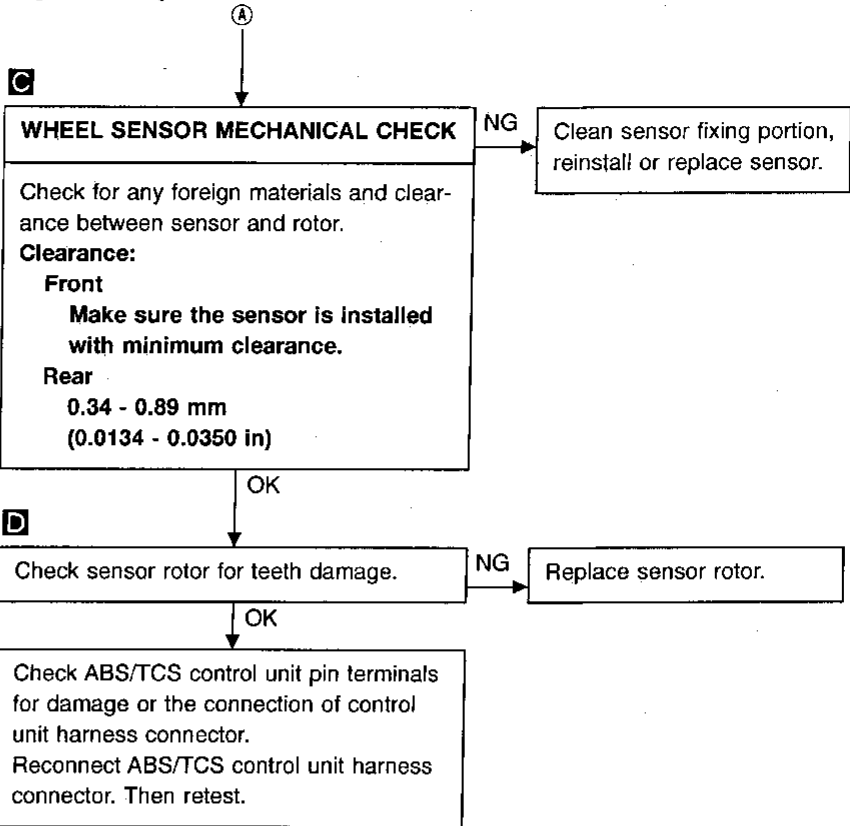 A
C
WHEEL SENSOR MECHANICAL CHECK
NG
Clean sensor fixing portion,
reinstall or replace sensor.
Check for any foreign materials and clear-
ance between sensor and rotor.
Clearance:
Front
Make sure the sensor is installed
with minimum clearance.
Rear
0.34 - 0.89 mm
(0.0134 - 0.0350 in)
OK
D
Check sensor rotor for teeth damage.
NG
Replace sensor rotor.
OK
Check ABS/TCS control unit pin terminals
for damage or the connection of control
unit harness connector.
Reconnect ABS/TCS control unit harness
connector. Then retest.